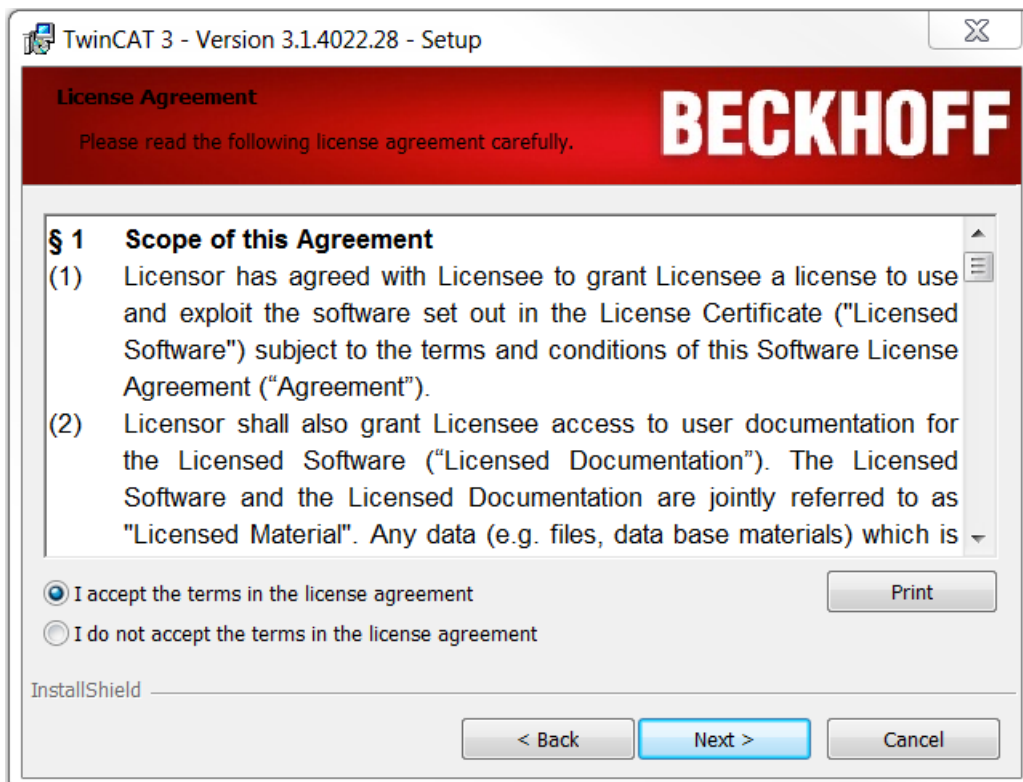 TwinCAT 3 - Version 3.1.4022.28 - Setup
License Agreement
Please read the following license agreement carefully.
BECKHOFF
§ 1 Scope of this Agreement
(1) Licensor has agreed with Licensee to grant Licensee a license to use
and exploit the software set out in the License Certificate ("Licensed
Software") subject to the terms and conditions of this Software License
Agreement (“Agreement”).
(2) Licensor shall also grant Licensee access to user documentation for
the Licensed Software (“Licensed Documentation”). The Licensed
Software and the Licensed Documentation are jointly referred to as
"Licensed Material". Any data (e.g. files, data base materials) which is
I accept the terms in the license agreement
Print
I do not accept the terms in the license agreement
InstallShield
< Back
Next >
Cancel